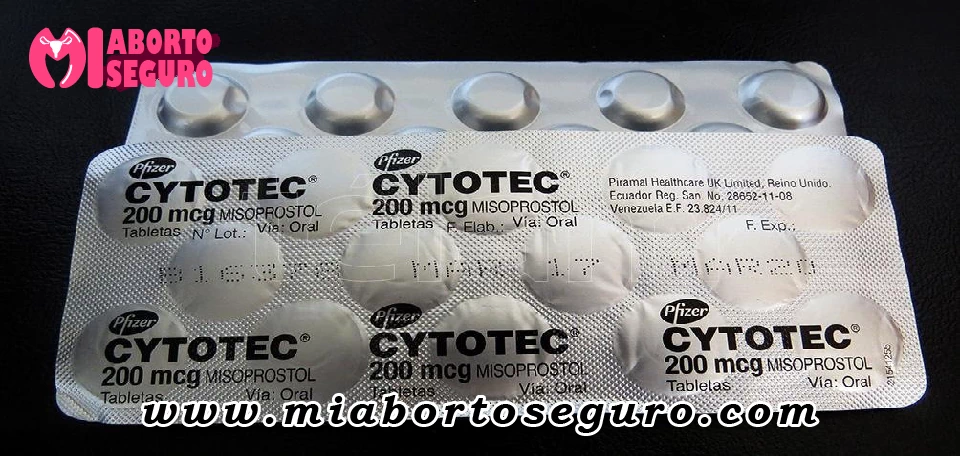 MI ABORTO
SEGURO
Pfizer
CYTOTEC®
200 mcg MISOPROSTOL
Tabletas Vía: Oral
N° Lot.:
Pfizer
CYTOTEC®
200 mcg MISOPROSTOL
Tabletas Vía: Oral
F. Elab.:
Piramal Healthcare UK Limited, Reino Unido.
Ecuador Reg. San. No. 28652-11-08
Venezuela E.F. 23.824/11
F. Exp.:
MAR 17
MAR20
Pfizer
CYTOTEC®
200 mcg MISOPROSTOL
Tabletas Vía: Oral
Pfizer
CYTOTEC®
200 mcg MISOPROSTOL
Tabletas Vía: Oral
Pfizer
CYTOTEC®
200 mcg MISOPROSTOL
Tabletas Vía: Oral
www.miabortoseguro.com